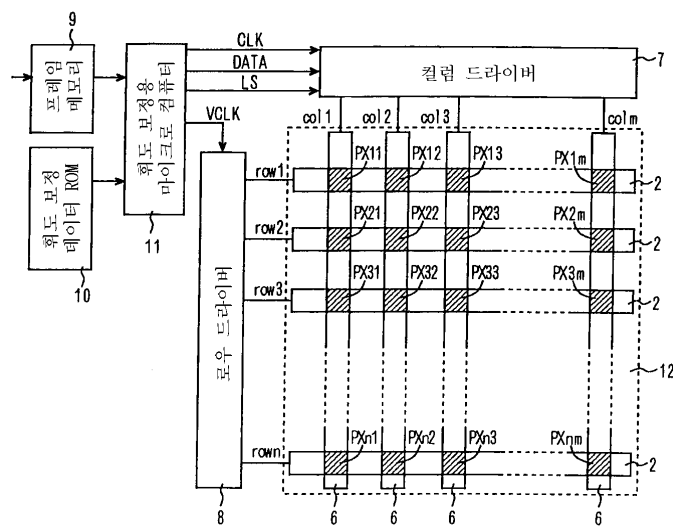 9
프레임
메모리
휘도 보정
데이터 ROM
10
휘도 보정용
마이크로 컴퓨터
11
CLK
DATA
LS
VCLK
컬럼 드라이버
7
col1 col2 col3 colm
로우 드라이버
8
row1 PX11 PX12 PX13 PX1m 2
row2 PX21 PX22 PX23 PX2m 2
row3 PX31 PX32 PX33 PX3m 2
12
rown PXn1 PXn2 PXn3 PXnm 2
6 6 6 6